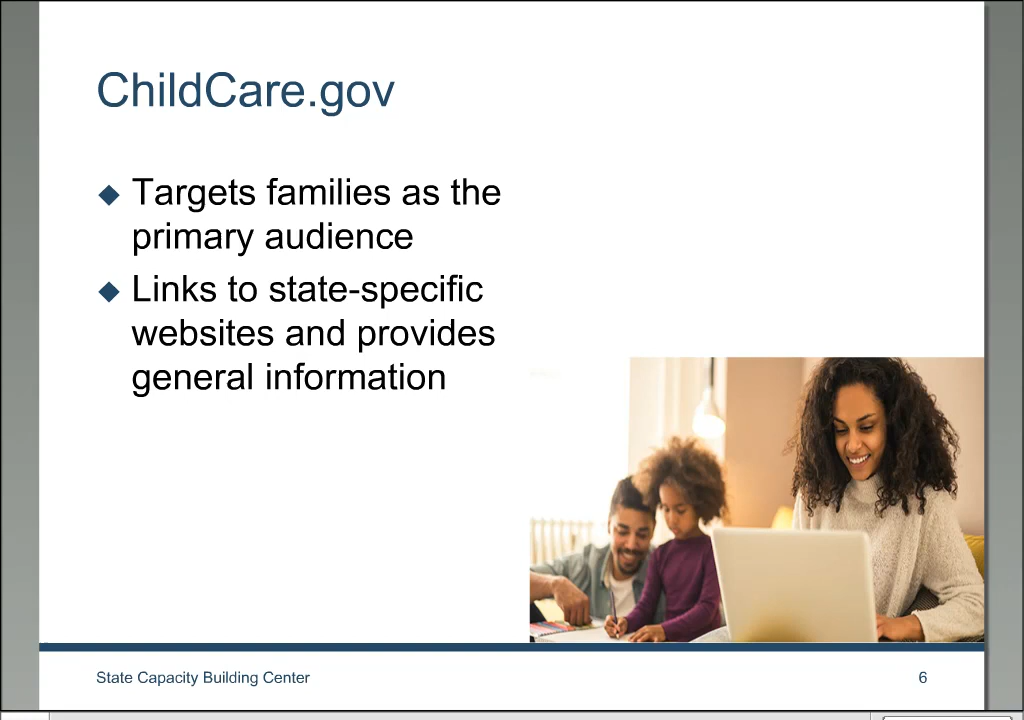 ChildCare.gov
Targets families as the
primary audience
Links to state-specific
websites and provides
general information
State Capacity Building Center
6